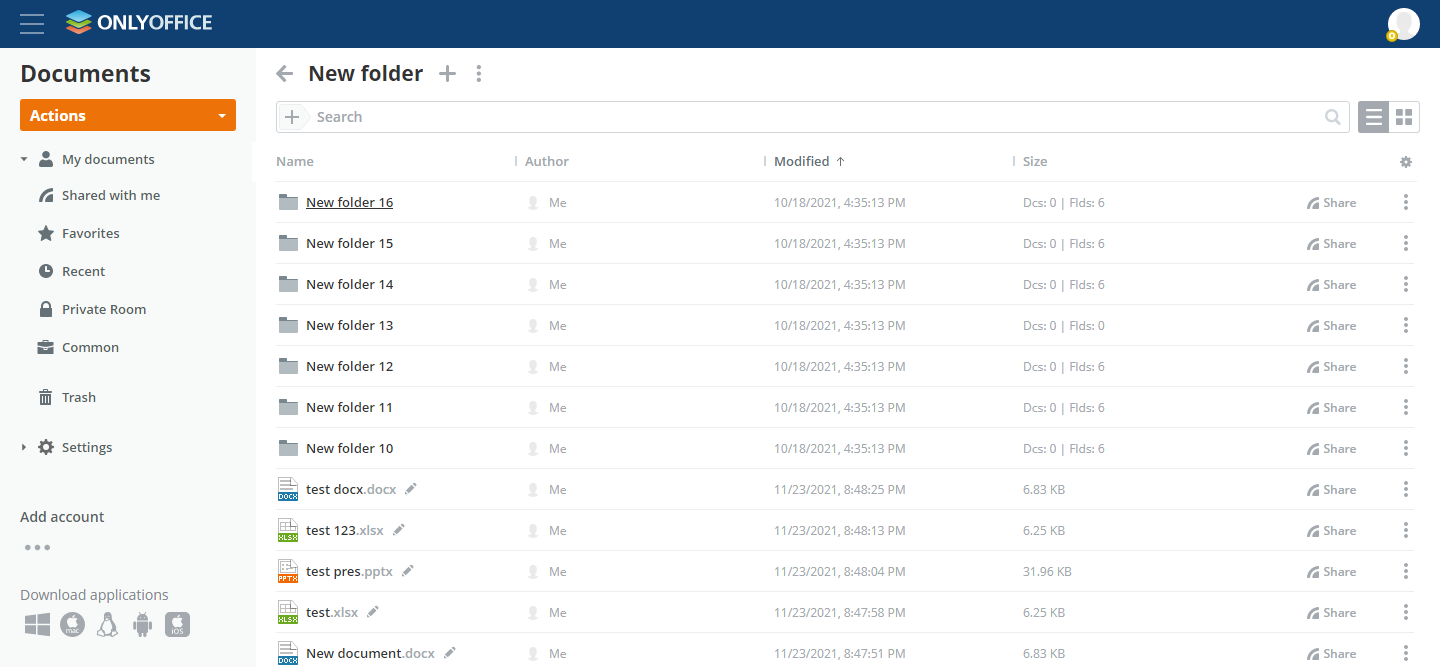 ONLYOFFICE
Documents
Actions
My documents
Shared with me
Favorites
Recent
Private Room
Common
Trash
Settings
Add account
Download applications
mac
iOS
New folder
Search
Name Author Modified Size
New folder 16 Me 10/18/2021, 4:35:13 PM Dcs: 0 | Flds: 6 Share
New folder 15 Me 10/18/2021, 4:35:13 PM Dcs: 0 | Flds: 6 Share
New folder 14 Me 10/18/2021, 4:35:13 PM Dcs: 0 | Flds: 6 Share
New folder 13 Me 10/18/2021, 4:35:13 PM Dcs: 0 | Flds: 0 Share
New folder 12 Me 10/18/2021, 4:35:13 PM Dcs: 0 | Flds: 6 Share
New folder 11 Me 10/18/2021, 4:35:13 PM Dcs: 0 | Flds: 6 Share
New folder 10 Me 10/18/2021, 4:35:13 PM Dcs: 0 | Flds: 6 Share
DOCX test docx.docx Me 11/23/2021, 8:48:25 PM 6.83 KB Share
XLSX test 123.xlsx Me 11/23/2021, 8:48:13 PM 6.25 KB Share
PPTX test pres.pptx Me 11/23/2021, 8:48:04 PM 31.96 KB Share
XLSX test.xlsx Me 11/23/2021, 8:47:58 PM 6.25 KB Share
DOCX New document.docx Me 11/23/2021, 8:47:51 PM 6.83 KB Share